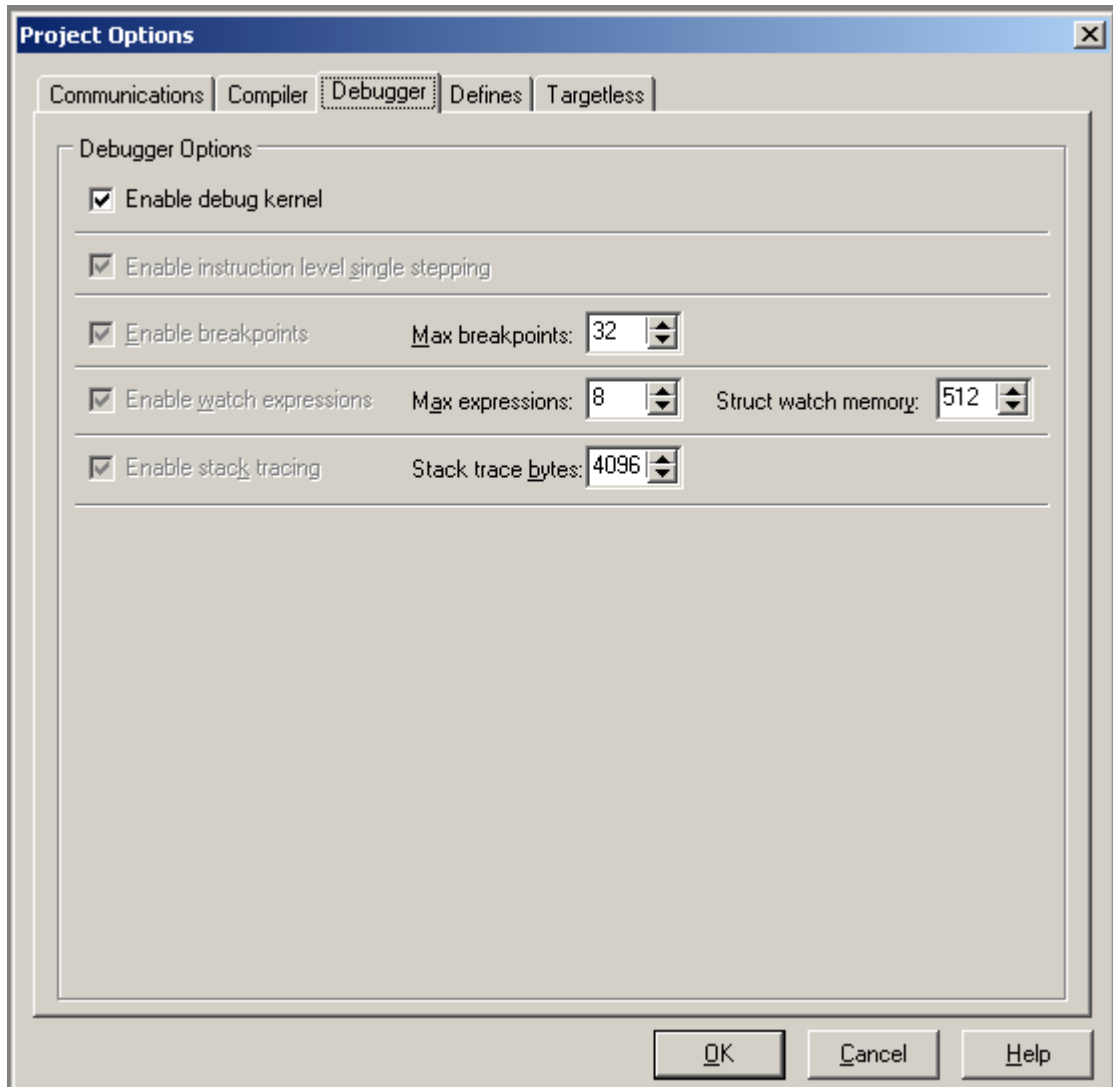 Project Options
Communications Compiler Debugger Defines Targetless
Debugger Options
Enable debug kernel
Enable instruction level single stepping
Enable breakpoints Max breakpoints: 32
Enable watch expressions Max expressions: 8 Struct watch memory: 512
Enable stack tracing Stack trace bytes: 4096
OK Cancel Help